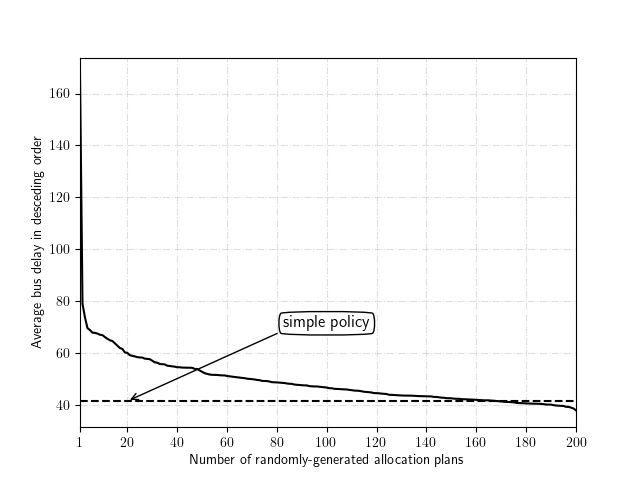 160
140
120
100
80
60
40
Average bus delay in desceding order
simple policy
1 20 40 60 80 100 120 140 160 180 200
Number of randomly-generated allocation plans